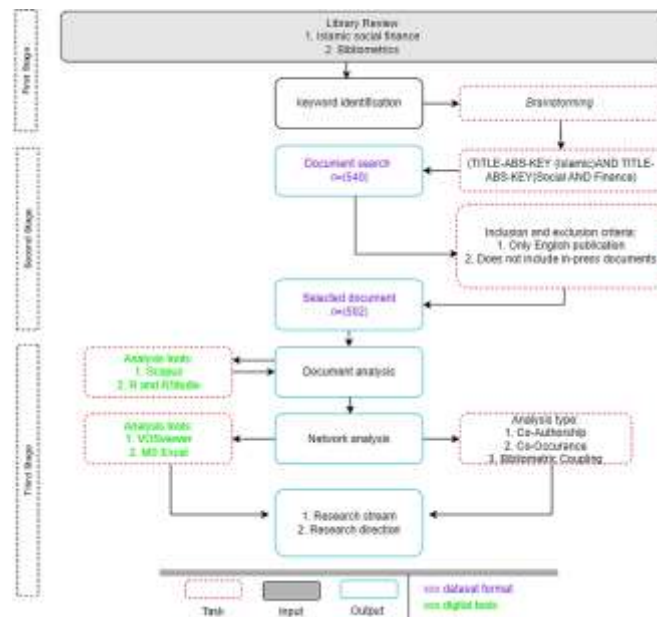 Library Review
1. Islamic social finance
2. Bibliometrics
First Stage
keyword identification
Brainstorming
Second Stage
Document search
n=(540)
(TITLE-ABS-KEY (Islamic)AND TITLE-
ABS-KEY(Social AND Finance)
Inclusion and exclusion criteria:
1. Only English publication
2. Does not include in-press documents
Selected document
n=(502)
Third Stage
Analysis tools
1. Scopus
2. R and RStudio
Document analysis
Analysis tools
1. VOSviewer
2. MS Excel
Network analysis
Analysis type:
1. Co-Authorship
2. Co-Occurance
3. Bibliometric Coupling
1. Research stream
2. Research direction
Task
Input
Output
dataset format
digital tools